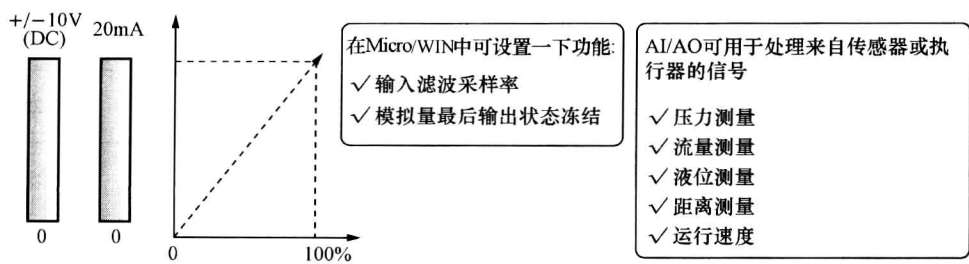 +/-10V
(DC)
20mA
0
0
0
100%
在Micro/WIN中可设置一下功能:
✓ 输入滤波采样率
✓ 模拟量最后输出状态冻结
AI/AO可用于处理来自传感器或执
行器的信号
✓ 压力测量
✓ 流量测量
✓ 液位测量
✓ 距离测量
✓ 运行速度